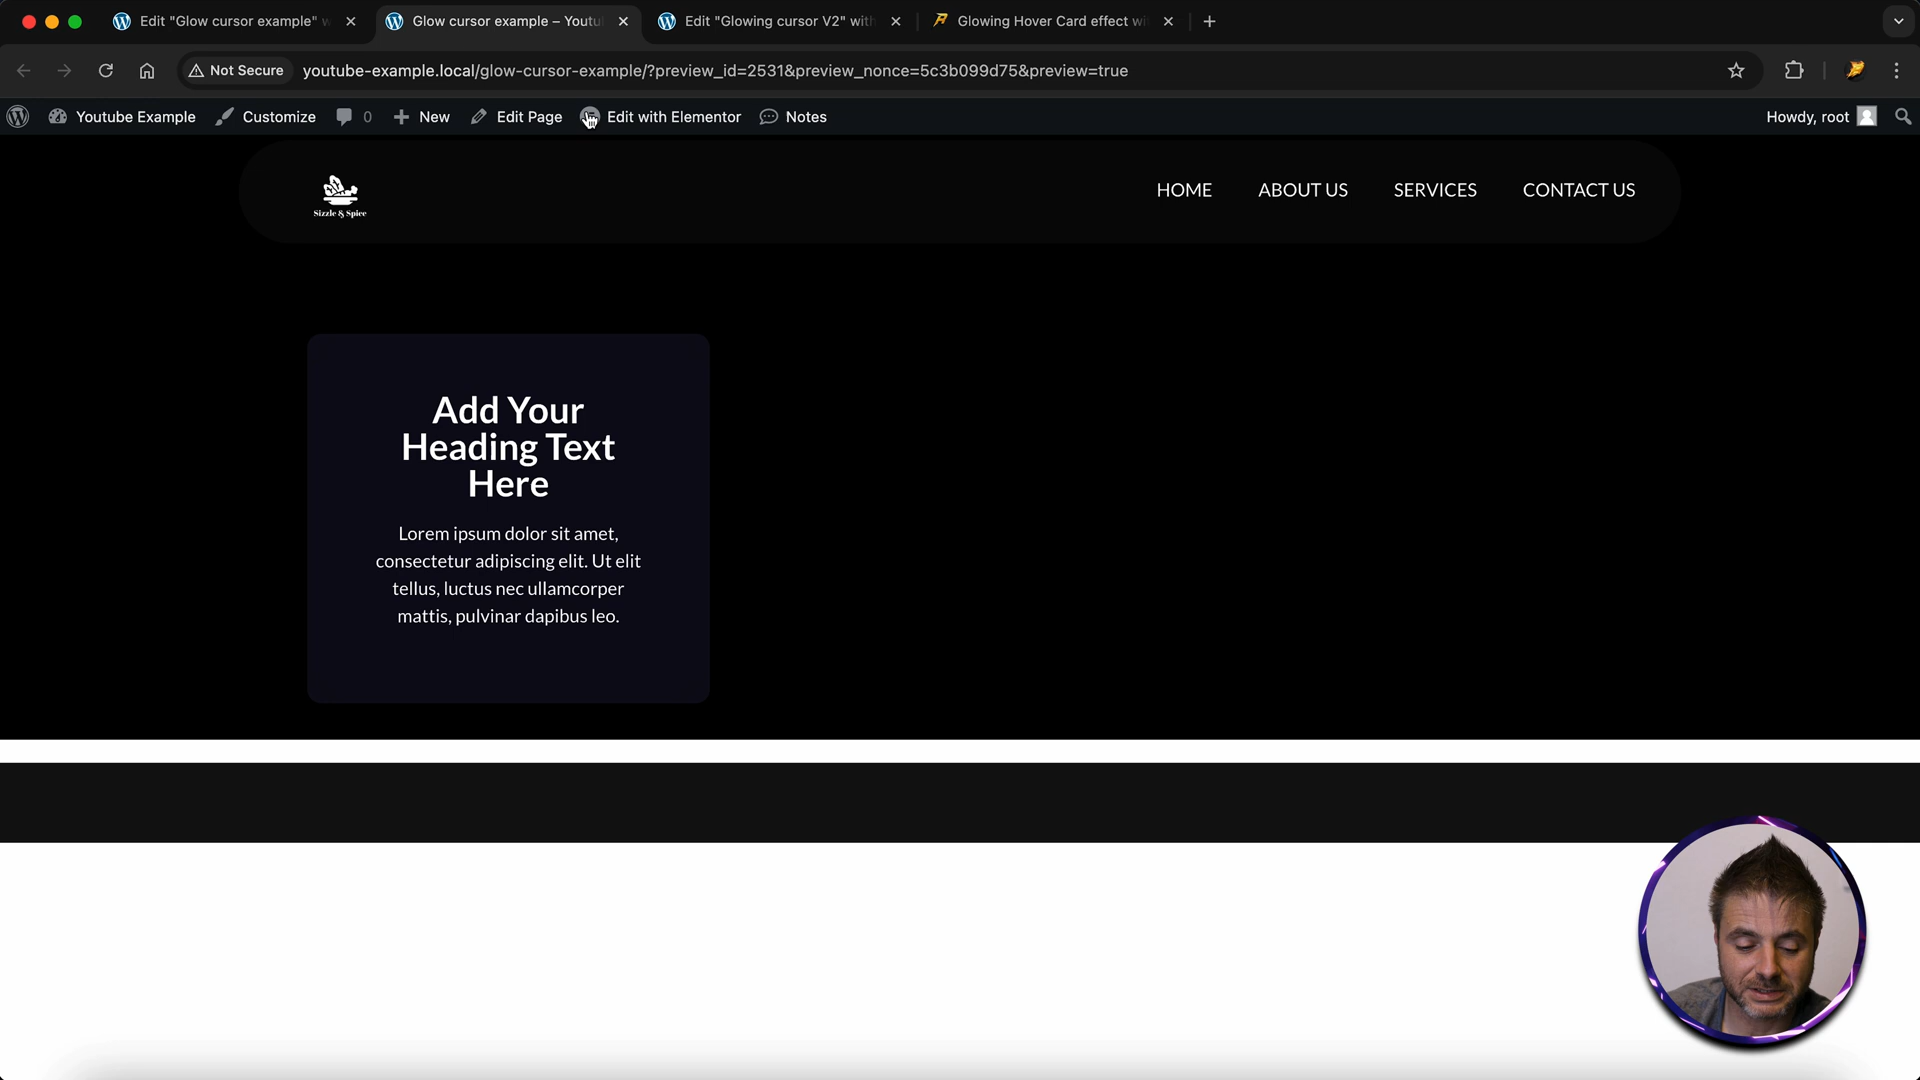 Edit "Glow cursor example" w
Glow cursor example – Youtu
Edit "Glowing cursor V2" with
Glowing Hover Card effect wi
Not Secure
youtube-example.local/glow-cursor-example/?preview_id=2531&preview_nonce=5c3b099d75&preview=true
Youtube Example
Customize
0
New
Edit Page
Edit with Elementor
Notes
Howdy, root
Sizzle & Spice
HOME
ABOUT US
SERVICES
CONTACT US
Add Your
Heading Text
Here
Lorem ipsum dolor sit amet,
consectetur adipiscing elit. Ut elit
tellus, luctus nec ullamcorper
mattis, pulvinar dapibus leo.